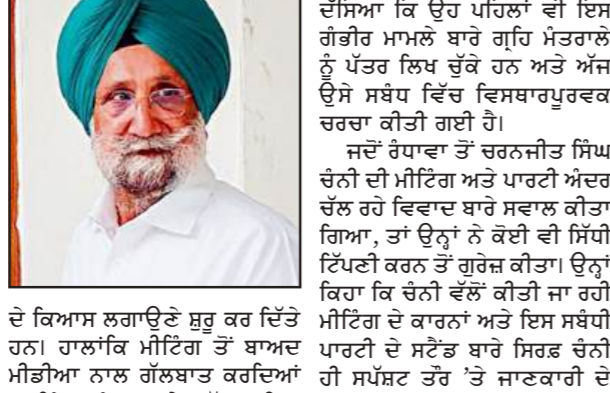 ਦੇ ਕਿਆਸ ਲਗਾਉਣੇ ਸ਼ੁਰੂ ਕਰ ਦਿੱਤੇ
ਹਨ। ਹਾਲਾਂਕਿ ਮੀਟਿੰਗ ਤੋਂ ਬਾਅਦ
ਮੀਡੀਆ ਨਾਲ ਗੱਲਬਾਤ ਕਰਦਿਆਂ
ਦੱਸਿਆ ਕਿ ਉਹ ਪਹਿਲਾਂ ਵੀ ਇਸ
ਗੰਭੀਰ ਮਾਮਲੇ ਬਾਰੇ ਗ੍ਰਹਿ ਮੰਤਰਾਲੇ
ਨੂੰ ਪੱਤਰ ਲਿਖ ਚੁੱਕੇ ਹਨ ਅਤੇ ਅੱਜ
ਉਸੇ ਸਬੰਧ ਵਿੱਚ ਵਿਸਥਾਰਪੂਰਵਕ
ਚਰਚਾ ਕੀਤੀ ਗਈ ਹੈ।
ਜਦੋਂ ਰੰਧਾਵਾ ਤੋਂ ਚਰਨਜੀਤ ਸਿੰਘ
ਚੰਨੀ ਦੀ ਮੀਟਿੰਗ ਅਤੇ ਪਾਰਟੀ ਅੰਦਰ
ਚੱਲ ਰਹੇ ਵਿਵਾਦ ਬਾਰੇ ਸਵਾਲ ਕੀਤਾ
ਗਿਆ, ਤਾਂ ਉਨ੍ਹਾਂ ਨੇ ਕੋਈ ਵੀ ਸਿੱਧੀ
ਟਿੱਪਣੀ ਕਰਨ ਤੋਂ ਗੁਰੇਜ਼ ਕੀਤਾ। ਉਨ੍ਹਾਂ
ਕਿਹਾ ਕਿ ਚੰਨੀ ਵੱਲੋਂ ਕੀਤੀ ਜਾ ਰਹੀ
ਮੀਟਿੰਗ ਦੇ ਕਾਰਨਾਂ ਅਤੇ ਇਸ ਸਬੰਧੀ
ਪਾਰਟੀ ਦੇ ਸਟੈਂਡ ਬਾਰੇ ਸਿਰਫ਼ ਚੰਨੀ
ਹੀ ਸਪੱਸ਼ਟ ਤੌਰ ’ਤੇ ਜਾਣਕਾਰੀ ਦੇ